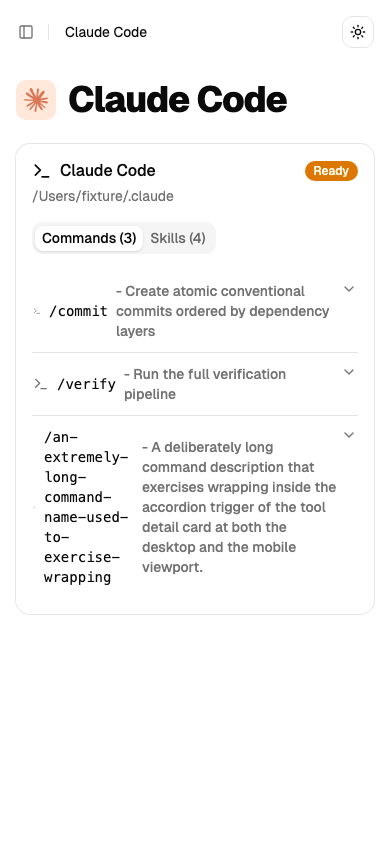 Claude Code
Claude Code
Claude Code
Ready
/Users/fixture/.claude
Commands (3)
Skills (4)
/commit
- Create atomic conventional
commits ordered by dependency
layers
/verify
- Run the full verification
pipeline
/an-
extremely-
long-
command-
name-used-
to-
exercise-
wrapping
- A deliberately long
command description that
exercises wrapping inside the
accordion trigger of the tool
detail card at both the
desktop and the mobile
viewport.